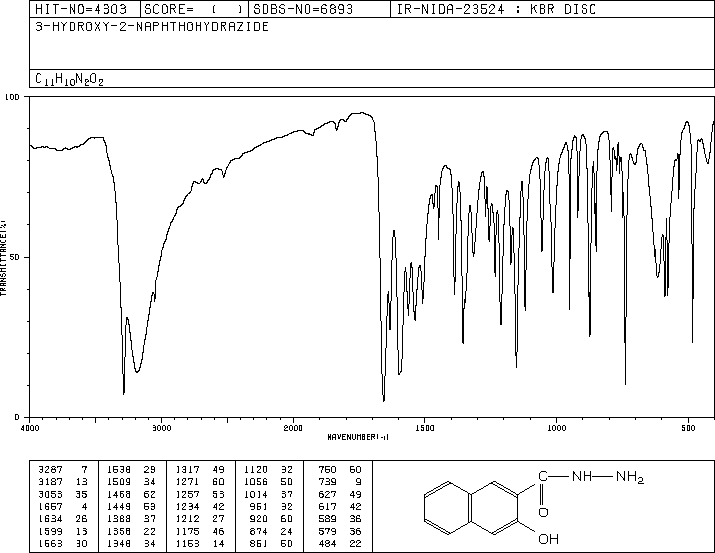 HIT-NO=4303 SCORE= ( ) SDBS-NO=6893 IR-NIDA-23524 : KBR DISC
3-HYDROXY-2-NAPHTHOHYDRAZIDE
C11H10N2O2
100
50
0
TRANSMITTANCE(%)
4000 3000 2000 1500 1000 500
WAVENUMBER(-1)
3287 7 1538 29 1317 49 1120 32 750 60
3187 13 1509 34 1271 60 1056 50 739 9
3053 35 1468 62 1257 53 1014 37 627 49
1657 4 1449 53 1234 42 951 32 617 42
1634 26 1388 37 1212 27 920 60 589 36
1599 13 1358 22 1175 46 874 24 579 36
1563 30 1348 34 1153 14 851 50 484 22
C NH NH2
O
OH